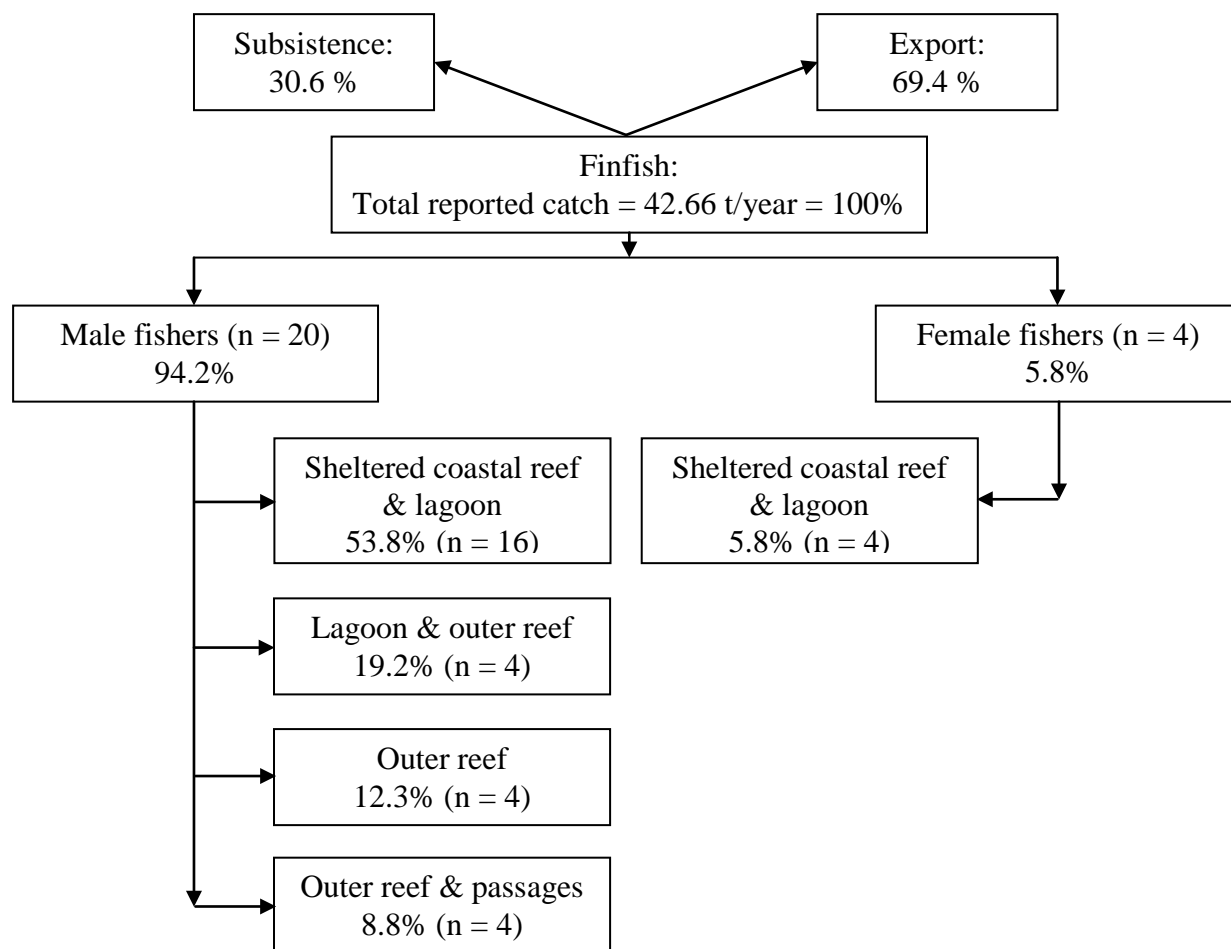 Subsistence:
30.6 %
Export:
69.4 %
Finfish:
Total reported catch = 42.66 t/year = 100%
Male fishers (n = 20)
94.2%
Female fishers (n = 4)
5.8%
Sheltered coastal reef
& lagoon
53.8% (n = 16)
Sheltered coastal reef
& lagoon
5.8% (n = 4)
Lagoon & outer reef
19.2% (n = 4)
Outer reef
12.3% (n = 4)
Outer reef & passages
8.8% (n = 4)